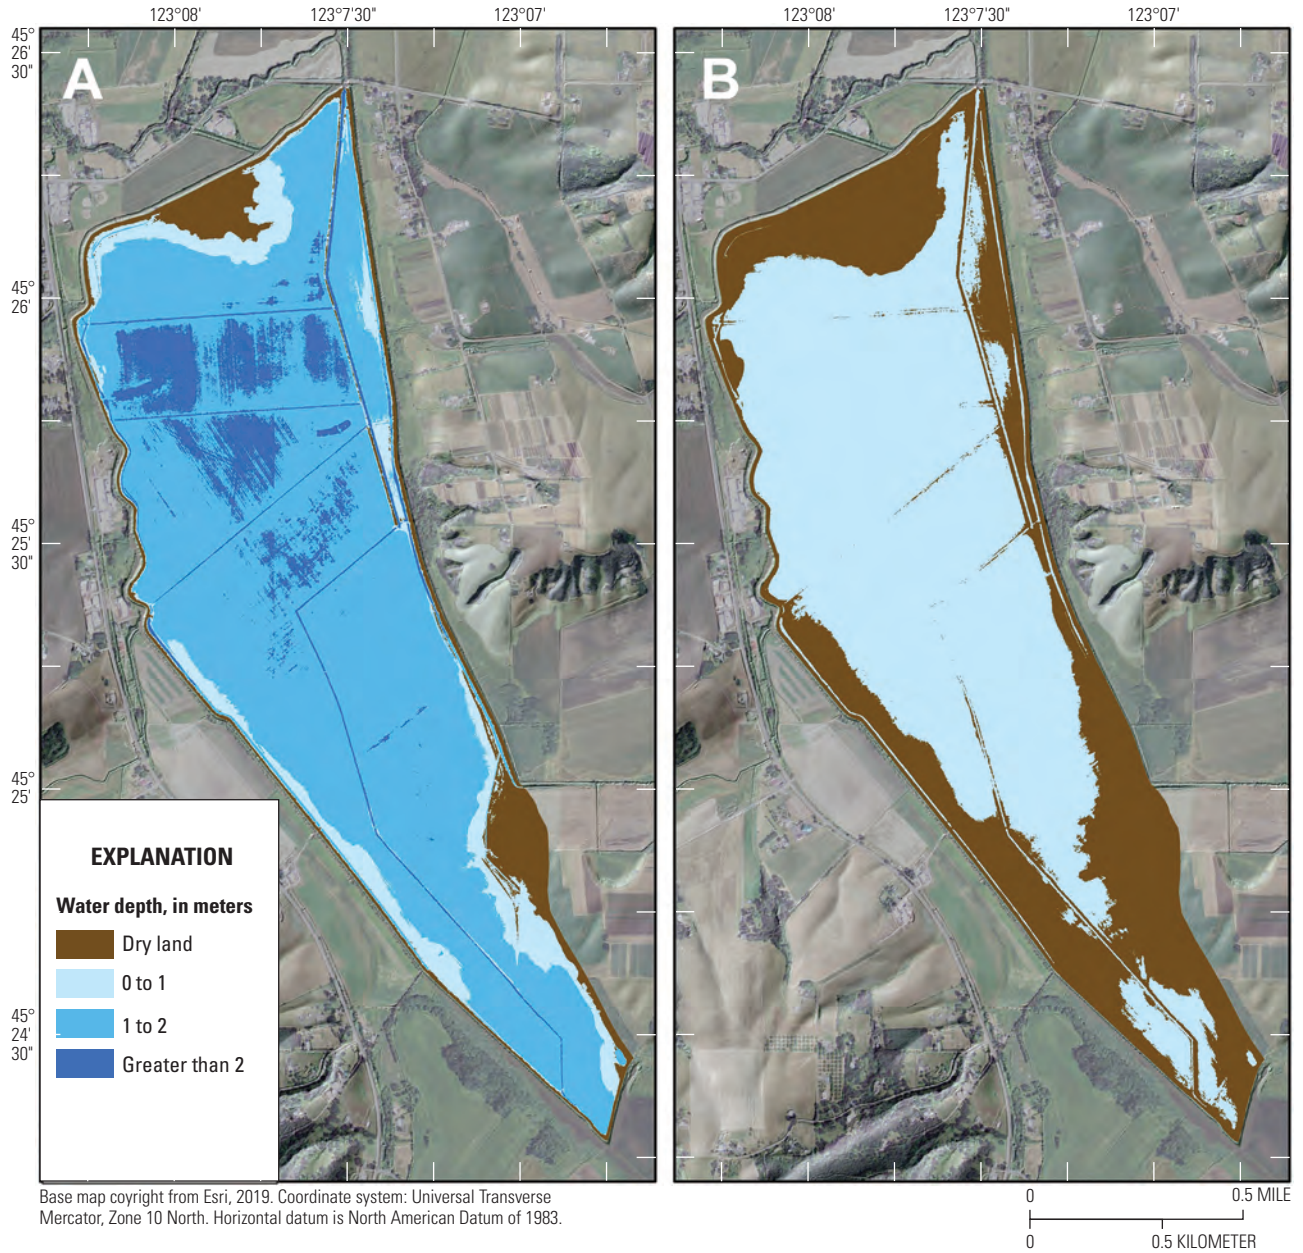 123°08' 123°7'30" 123°07' 123°08' 123°7'30" 123°07'
45° 26' 30"
A
B
45° 26'
45° 25' 30"
45° 25'
45° 24' 30"
EXPLANATION
Water depth, in meters
Dry land
0 to 1
1 to 2
Greater than 2
Base map coyright from Esri, 2019. Coordinate system: Universal Transverse
Mercator, Zone 10 North. Horizontal datum is North American Datum of 1983.
0 0.5 MILE
0 0.5 KILOMETER